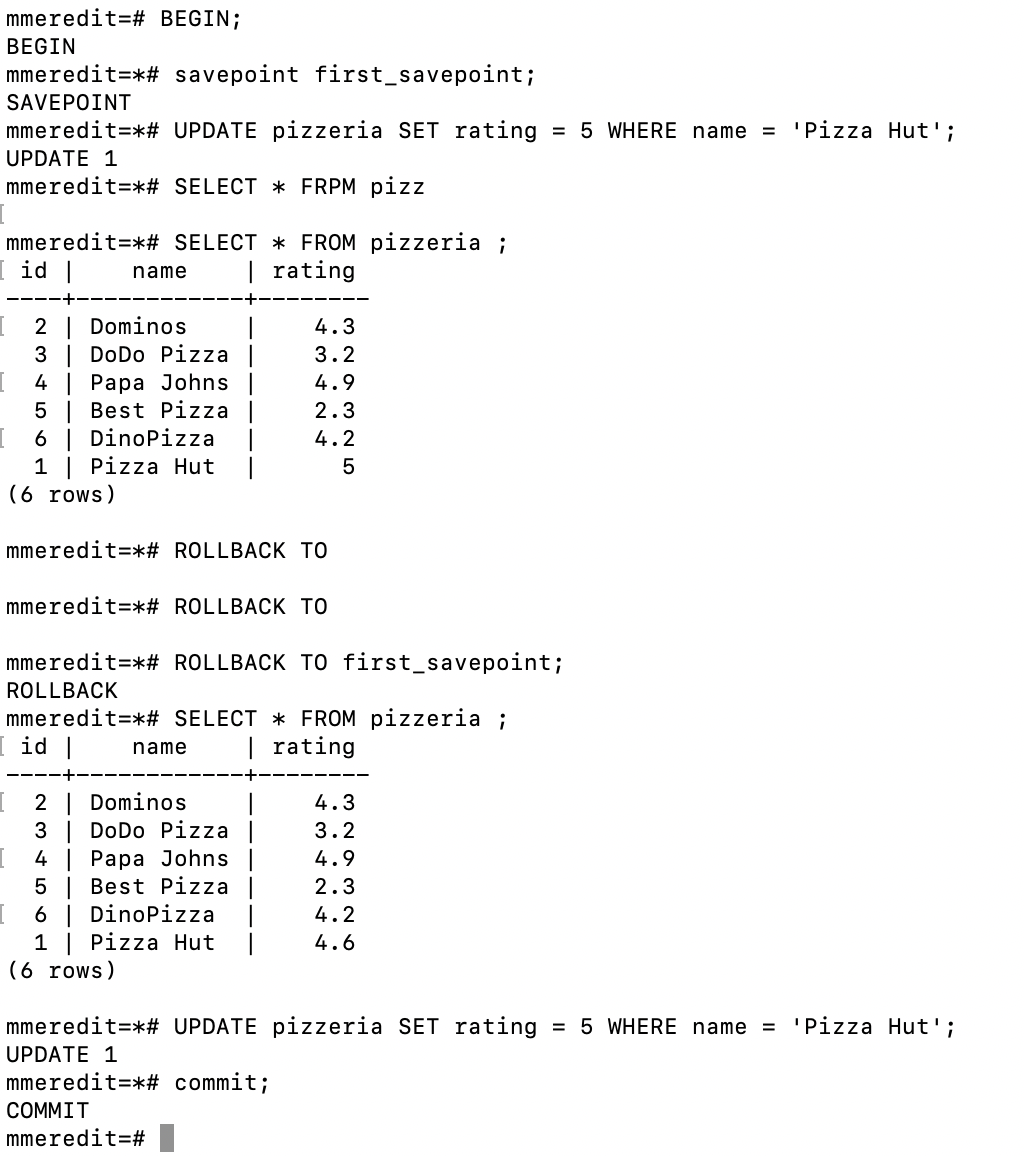 mmeredit=# BEGIN;
BEGIN
mmeredit=*# savepoint first_savepoint;
SAVEPOINT
mmeredit=*# UPDATE pizzeria SET rating = 5 WHERE name = 'Pizza Hut';
UPDATE 1
mmeredit=*# SELECT * FRPM pizz
[
mmeredit=*# SELECT * FROM pizzeria ;
[ id |    name    | rating
----+------------+--------
[  2 | Dominos    |    4.3
   3 | DoDo Pizza |    3.2
[  4 | Papa Johns |    4.9
   5 | Best Pizza |    2.3
[  6 | DinoPizza  |    4.2
   1 | Pizza Hut  |      5
(6 rows)

mmeredit=*# ROLLBACK TO

mmeredit=*# ROLLBACK TO

mmeredit=*# ROLLBACK TO first_savepoint;
ROLLBACK
mmeredit=*# SELECT * FROM pizzeria ;
[ id |    name    | rating
----+------------+--------
[  2 | Dominos    |    4.3
   3 | DoDo Pizza |    3.2
[  4 | Papa Johns |    4.9
   5 | Best Pizza |    2.3
[  6 | DinoPizza  |    4.2
   1 | Pizza Hut  |    4.6
(6 rows)

mmeredit=*# UPDATE pizzeria SET rating = 5 WHERE name = 'Pizza Hut';
UPDATE 1
mmeredit=*# commit;
COMMIT
mmeredit=#